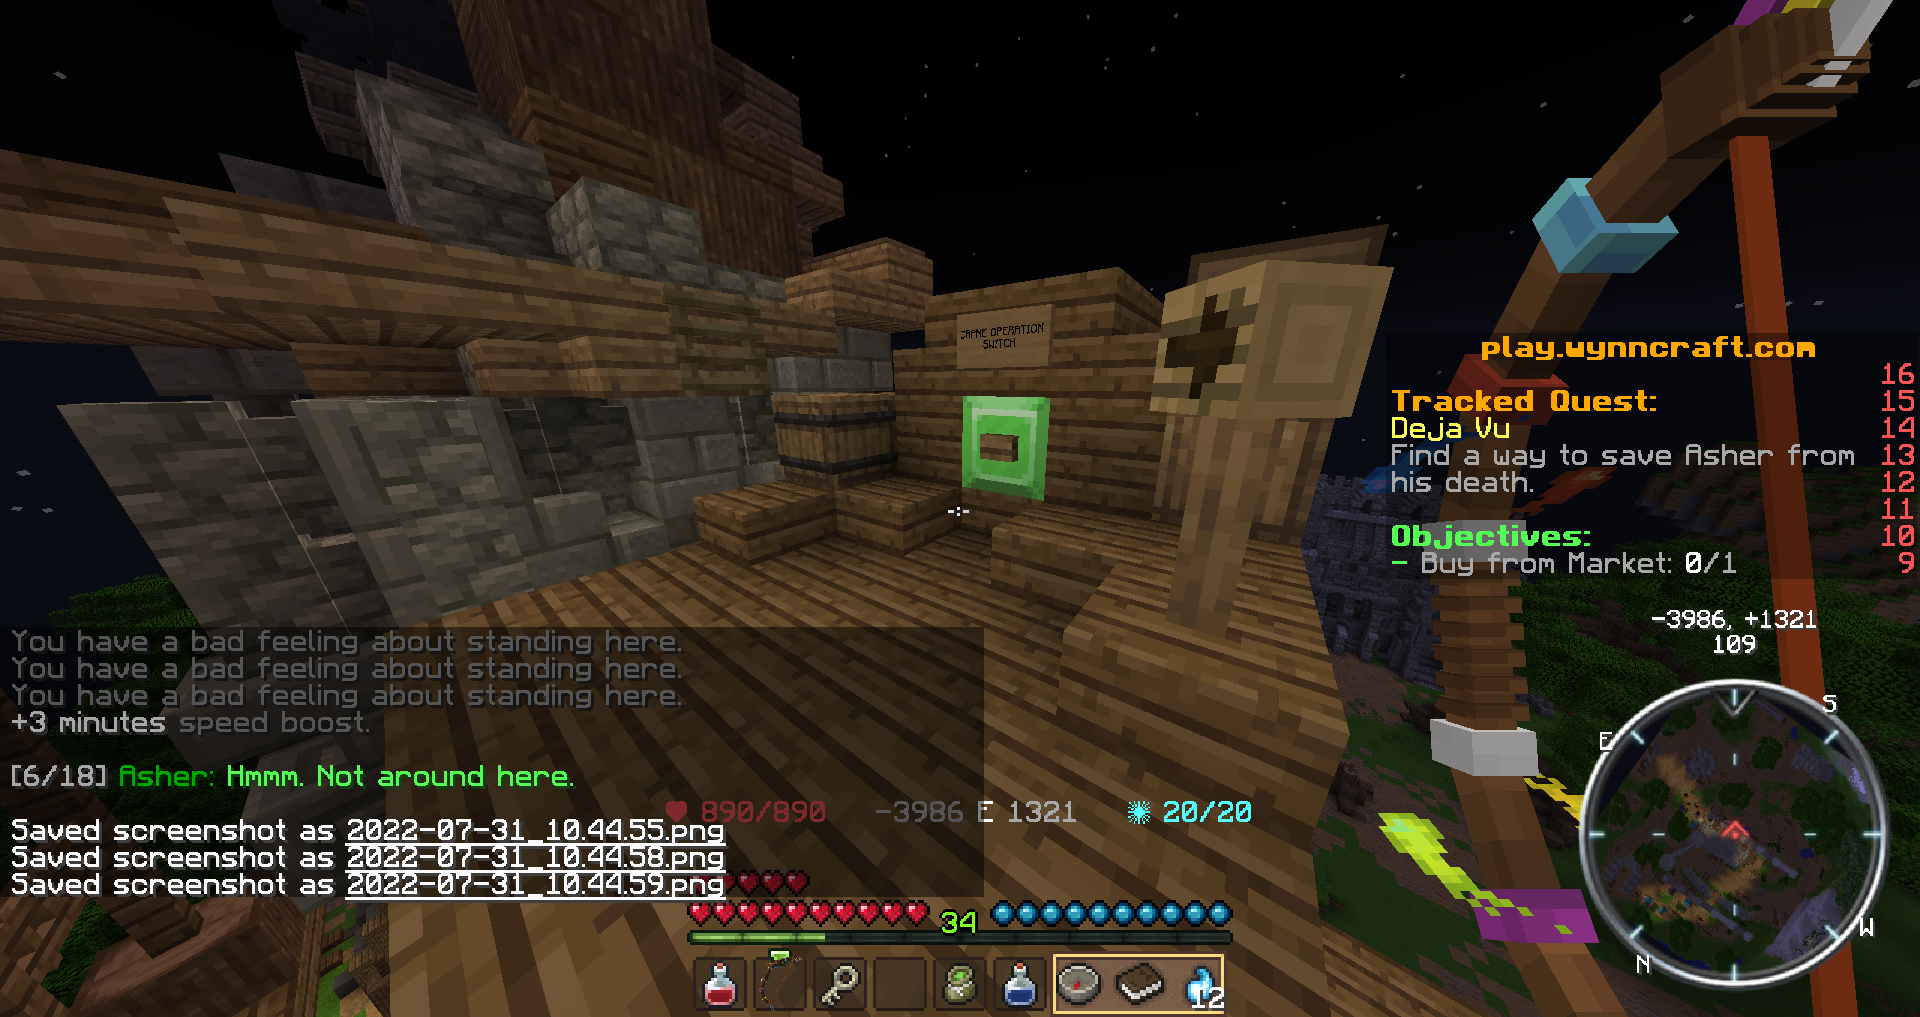 CRANE OPERATION
SWITCH
play.wynncraft.com
16
Tracked Quest:
15
Deja Vu
14
Find a way to save Asher from
13
his death.
12
11
Objectives:
10
- Buy from Market: 0/1
9
-3986, +1321
109
S
E
W
N
You have a bad feeling about standing here.
You have a bad feeling about standing here.
You have a bad feeling about standing here.
+3 minutes speed boost.
[6/18] Asher: Hmmm. Not around here.
890/890
-3986 E 1321
20/20
Saved screenshot as 2022-07-31_10.44.55.png
Saved screenshot as 2022-07-31_10.44.58.png
Saved screenshot as 2022-07-31_10.44.59.png
34
12